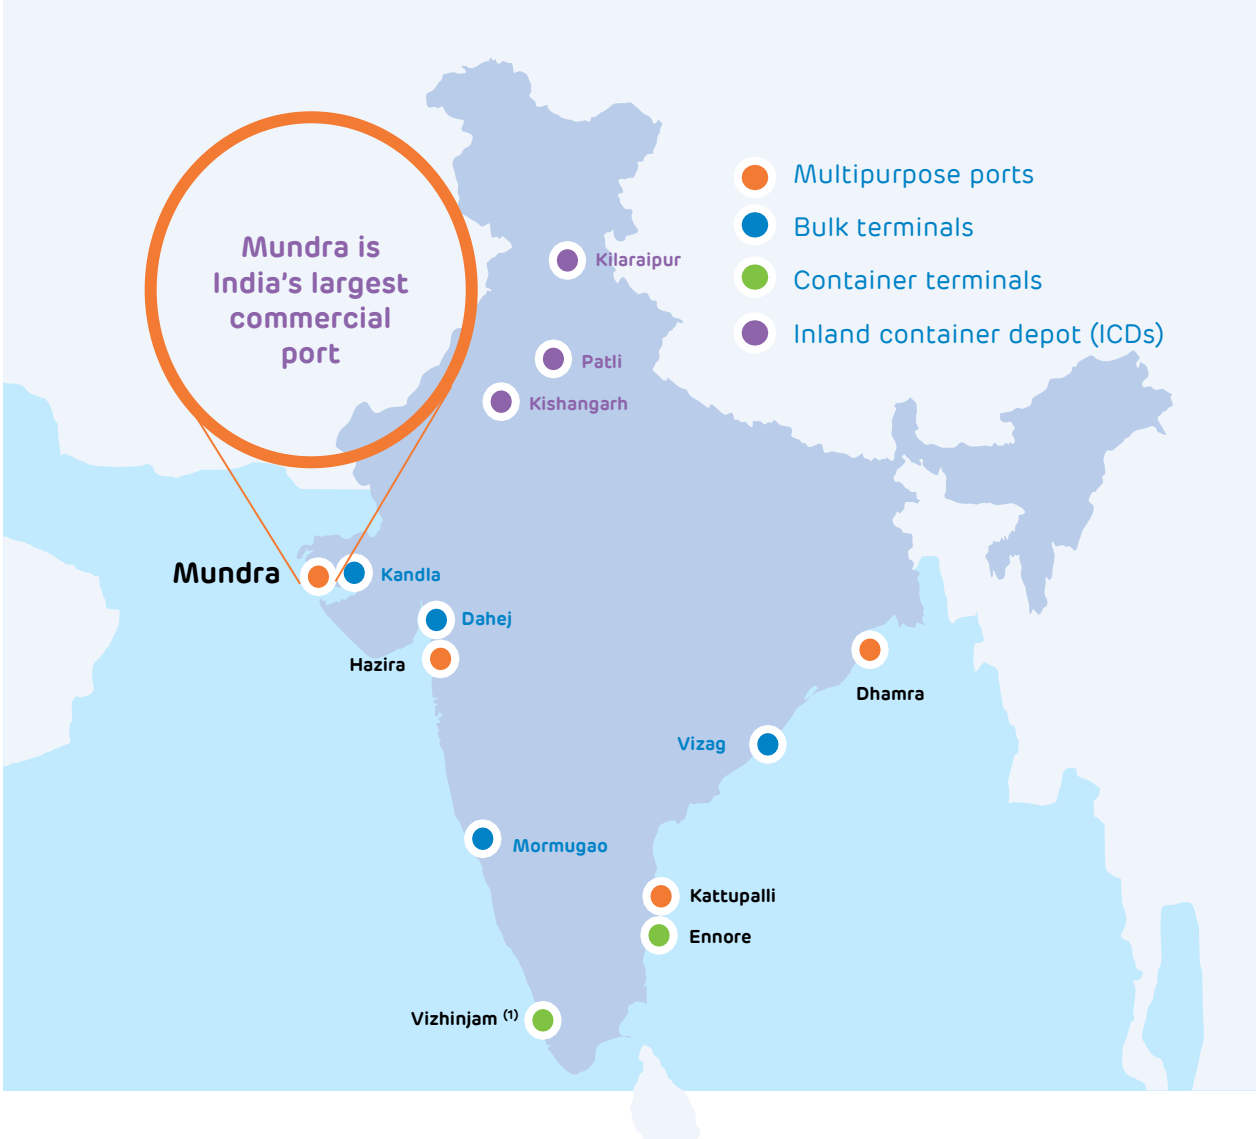 Multipurpose ports
Bulk terminals
Container terminals
Inland container depot (ICDs)
Mundra is
India's largest
commercial
port
Kilaraipur
Patli
Kishangarh
Mundra
Kandla
Dahej
Hazira
Dhamra
Vizag
Mormugao
Kattupalli
Ennore
Vizhinjam (1)